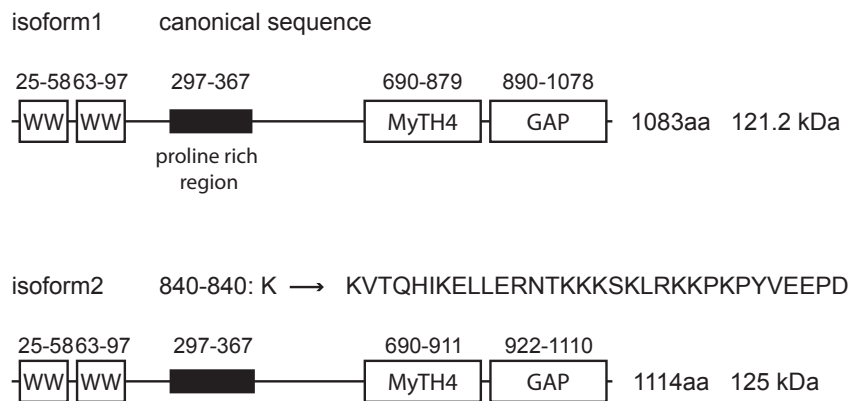 isoform1 canonical sequence
25-58 63-97 297-367 690-879 890-1078
WW WW MyTH4 GAP 1083aa 121.2 kDa
proline rich
region
isoform2 840-840: K → KVTQHIKELLERNTKKKSKLRKKPKPYVEEPD
25-58 63-97 297-367 690-911 922-1110
WW WW MyTH4 GAP 1114aa 125 kDa